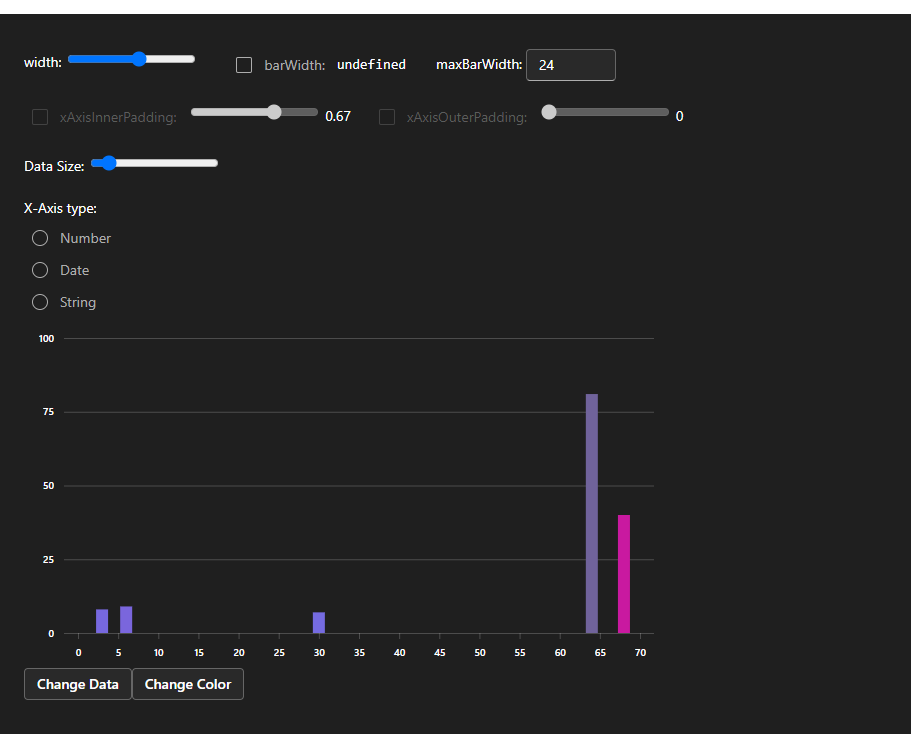 width: barWidth: undefined maxBarWidth: 24
xAxisInnerPadding: 0.67 xAxisOuterPadding: 0
Data Size:
X-Axis type:
Number
Date
String
100
75
50
25
0
0 5 10 15 20 25 30 35 40 45 50 55 60 65 70
Change Data Change Color